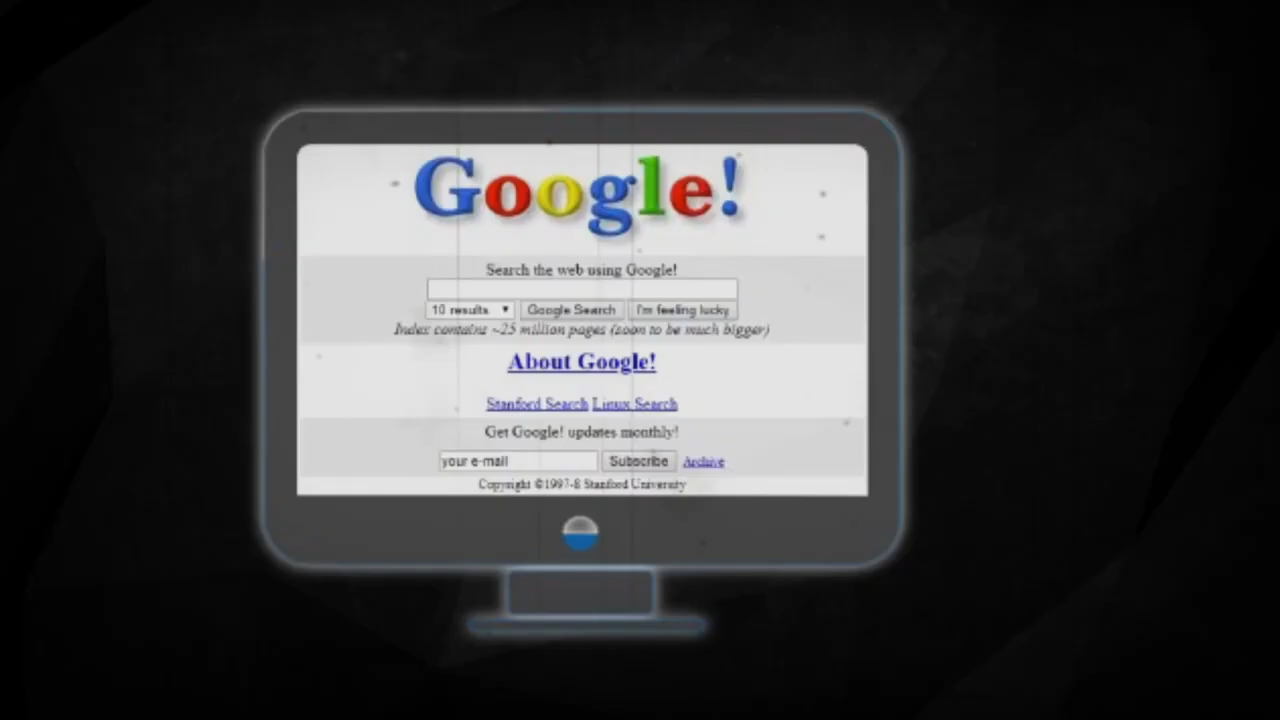 Google!
Search the web using Google!
10 results Google Search I'm feeling lucky
Index contains ~25 million pages (soon to be much bigger)
About Google!
Stanford Search Linux Search
Get Google! updates monthly!
your e-mail Subscribe Archive
Copyright ©1997-8 Stanford University